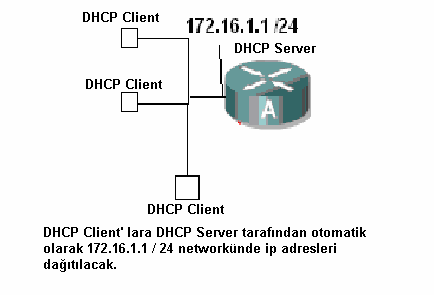 DHCP Client
172.16.1.1 /24
DHCP Server
DHCP Client
A
DHCP Client
DHCP Client' lara DHCP Server tarafından otomatik
olarak 172.16.1.1 / 24 networkünde ip adresleri
dağıtılacak.